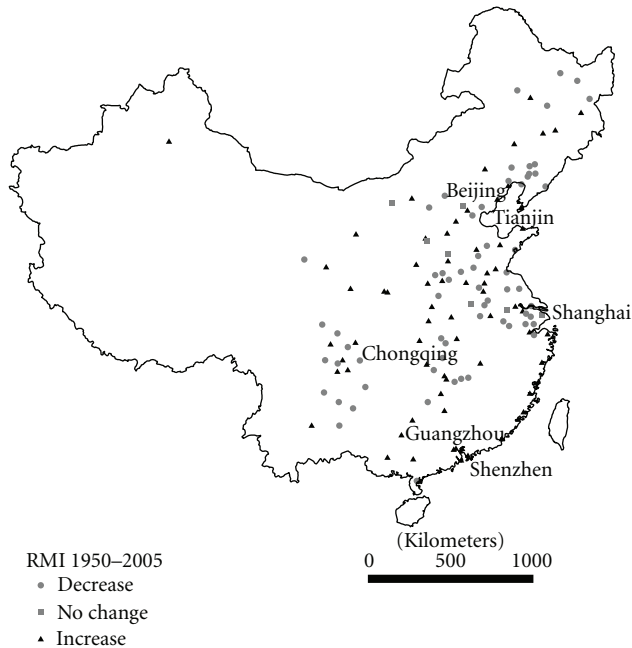 Beijing
Tianjin
Shanghai
Chongqing
Guangzhou
Shenzhen
(Kilometers)
0 500 1000
RMI 1950–2005
Decrease
No change
Increase